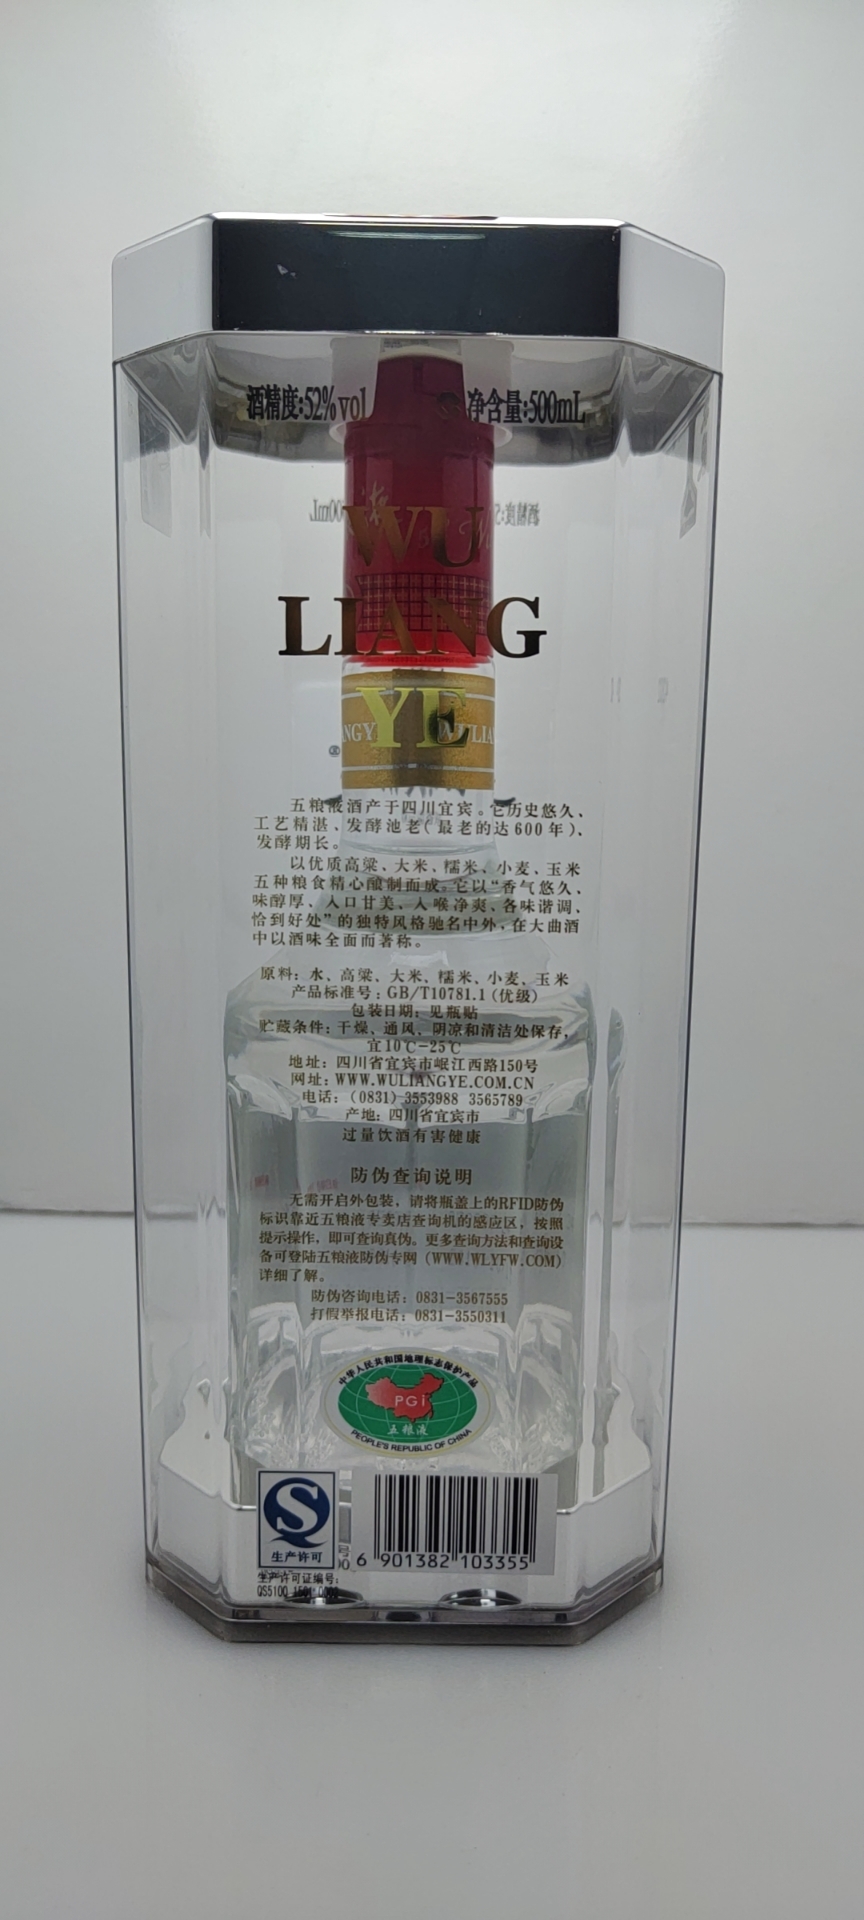 酒精度:52%vol 净含量:500mL
WU
LIANG
YE
五粮液酒产于四川宜宾。它历史悠久、
工艺精湛、发酵池老(最老的达600年)、
发酵期长。
以优质高粱、大米、糯米、小麦、玉米
五种粮食精心酿制而成。它以“香气悠久、
味醇厚、入口甘美、入喉净爽、各味谐调、
恰到好处”的独特风格驰名中外,在大曲酒
中以酒味全面而著称。
原料:水、高粱、大米、糯米、小麦、玉米
产品标准号:GB/T10781.1(优级)
包装日期:见瓶贴
贮藏条件:干燥、通风、阴凉和清洁处保存,
宜10℃-25℃
地址:四川省宜宾市岷江西路150号
网址:WWW.WULIANGYE.COM.CN
电话:(0831)3553988 3565789
产地:四川省宜宾市
过量饮酒有害健康
防伪查询说明
无需开启外包装,请将瓶盖上的RFID防伪
标识靠近五粮液专卖店查询机的感应区,按照
提示操作,即可查询真伪。更多查询方法和查询设
备可登陆五粮液防伪专网(WWW.WLYFW.COM)
详细了解。
防伪咨询电话:0831-3567555
打假举报电话:0831-3550311
中华人民共和国地理标志保护产品
PGi
五粮液
PEOPLE'S REPUBLIC OF CHINA
生产许可
6 901382 103355
生产许可证编号:
QS5100 1501